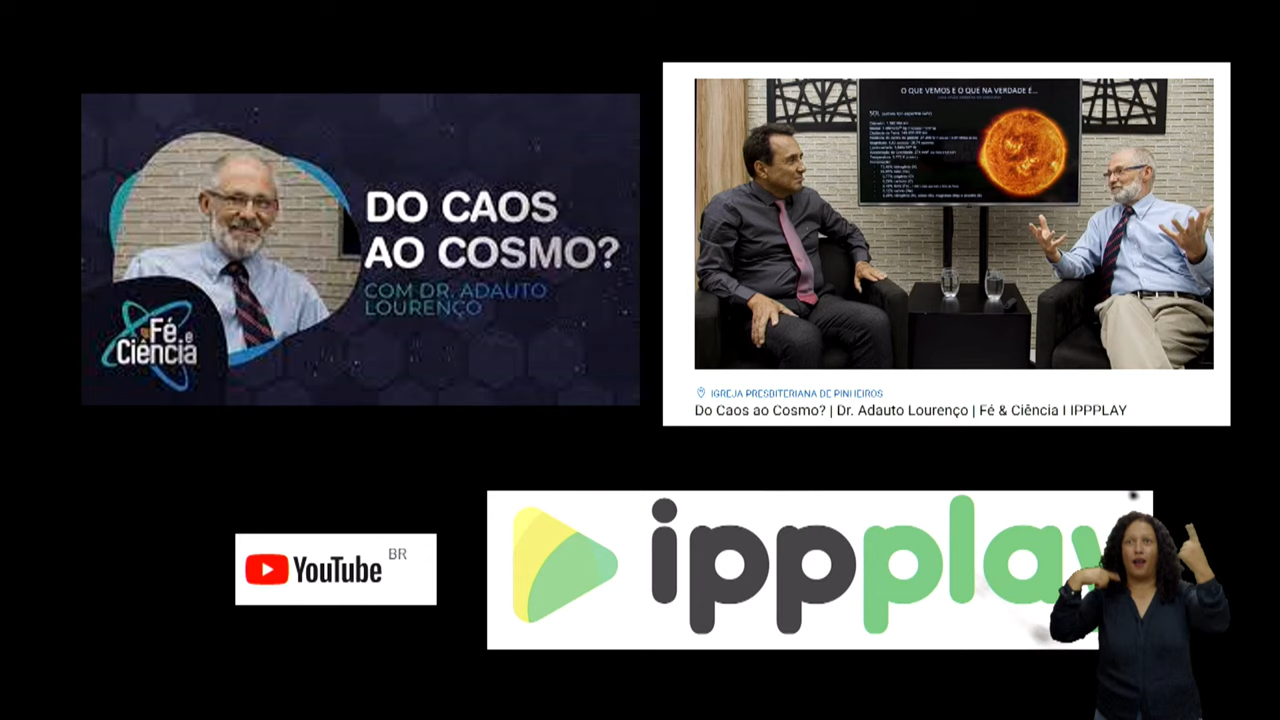 DO CAOS
AO COSMO?
COM DR. ADAUTO
LOURENÇO
Fé e
Ciência
O QUE VEMOS E O QUE NA VERDADE É...
SOL
IGREJA PRESBITERIANA DE PINHEIROS
Do Caos ao Cosmo? | Dr. Adauto Lourenço | Fé & Ciência I IPPPLAY
YouTube BR
ippplay